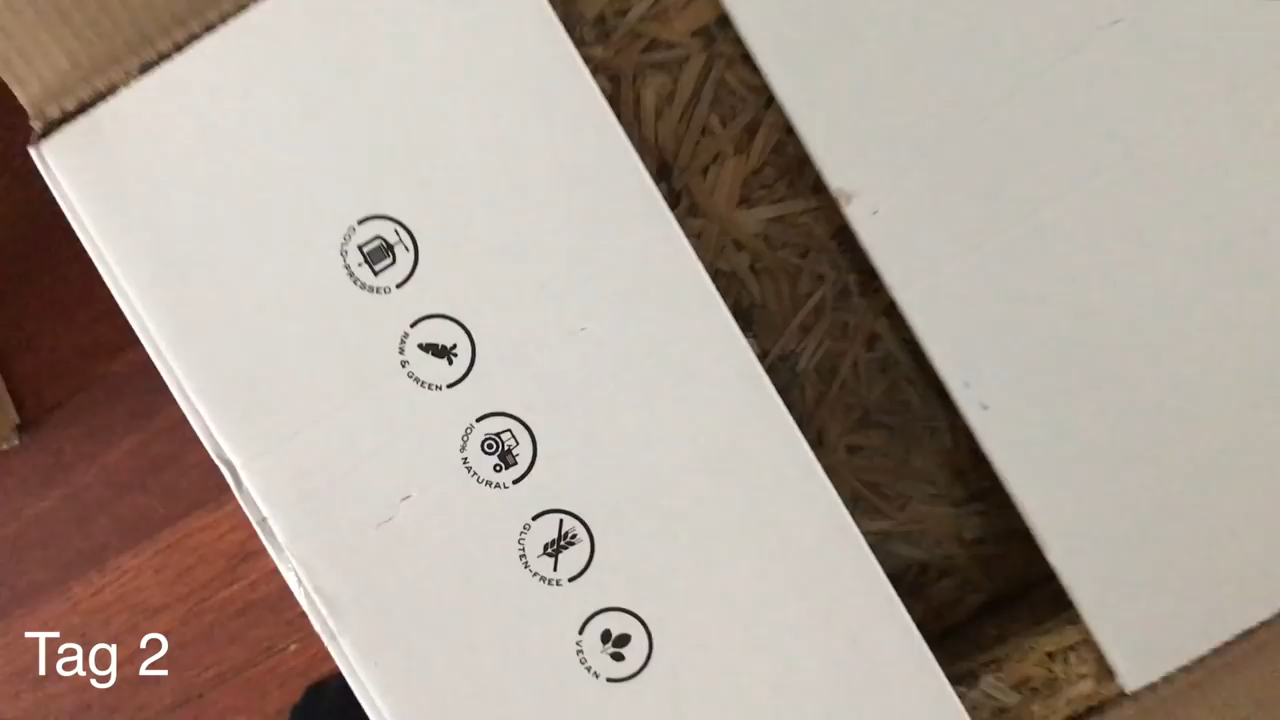 COLD-PRESSED
RAW & GREEN
100% NATURAL
GLUTEN-FREE
VEGAN
Tag 2